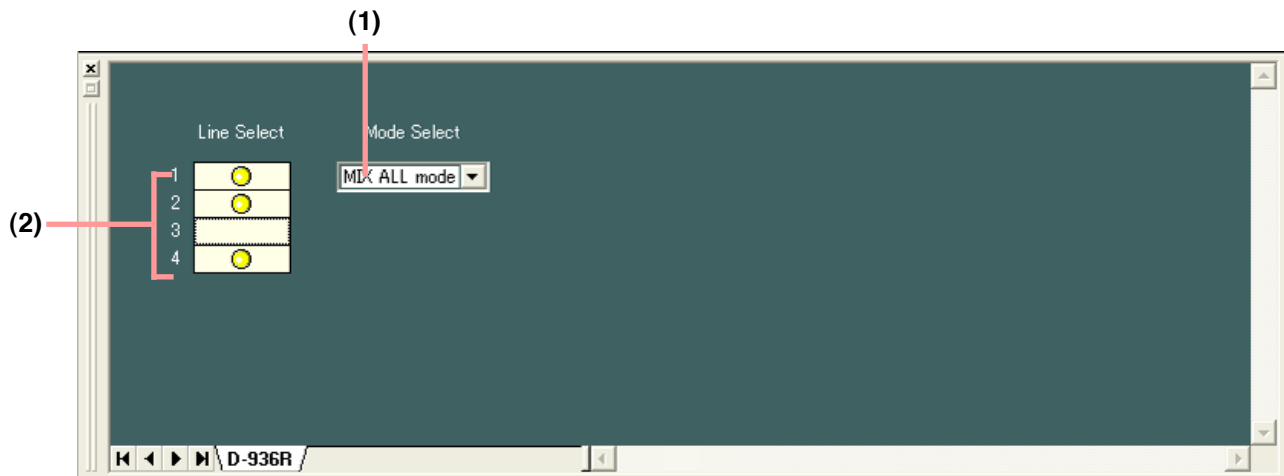 (1)
Line Select Mode Select
1 MIX ALL mode
2
(2) 3
4
D-936R